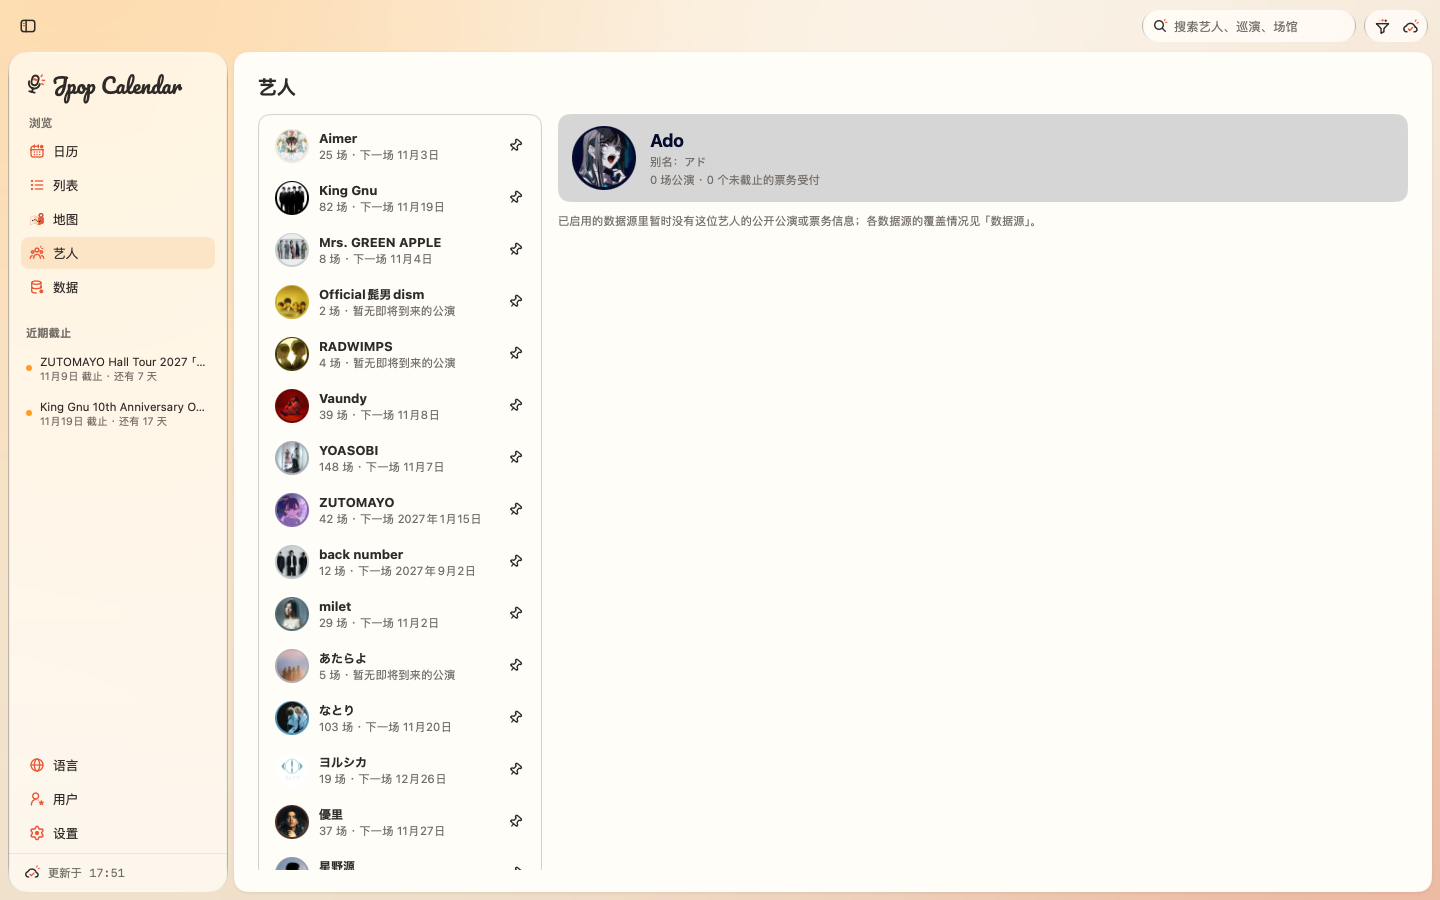 搜索艺人、巡演、场馆
Jpop Calendar
浏览
日历
列表
地图
艺人
数据
近期截止
ZUTOMAYO Hall Tour 2027「...
11月9日 截止 · 还有 7 天
King Gnu 10th Anniversary O...
11月19日 截止 · 还有 17 天
语言
用户
设置
更新于 17:51
艺人
Aimer
25 场 · 下一场 11月3日
King Gnu
82 场 · 下一场 11月19日
Mrs. GREEN APPLE
8 场 · 下一场 11月4日
Official髭男dism
2 场 · 暂无即将到来的公演
RADWIMPS
4 场 · 暂无即将到来的公演
Vaundy
39 场 · 下一场 11月8日
YOASOBI
148 场 · 下一场 11月7日
ZUTOMAYO
42 场 · 下一场 2027年1月15日
back number
12 场 · 下一场 2027年9月2日
milet
29 场 · 下一场 11月2日
あたらよ
5 场 · 暂无即将到来的公演
なとり
103 场 · 下一场 11月20日
ヨルシカ
19 场 · 下一场 12月26日
優里
37 场 · 下一场 11月27日
星野源
Ado
别名：アド
0 场公演 · 0 个未截止的票务受付
已启用的数据源里暂时没有这位艺人的公开公演或票务信息；各数据源的覆盖情况见「数据源」。